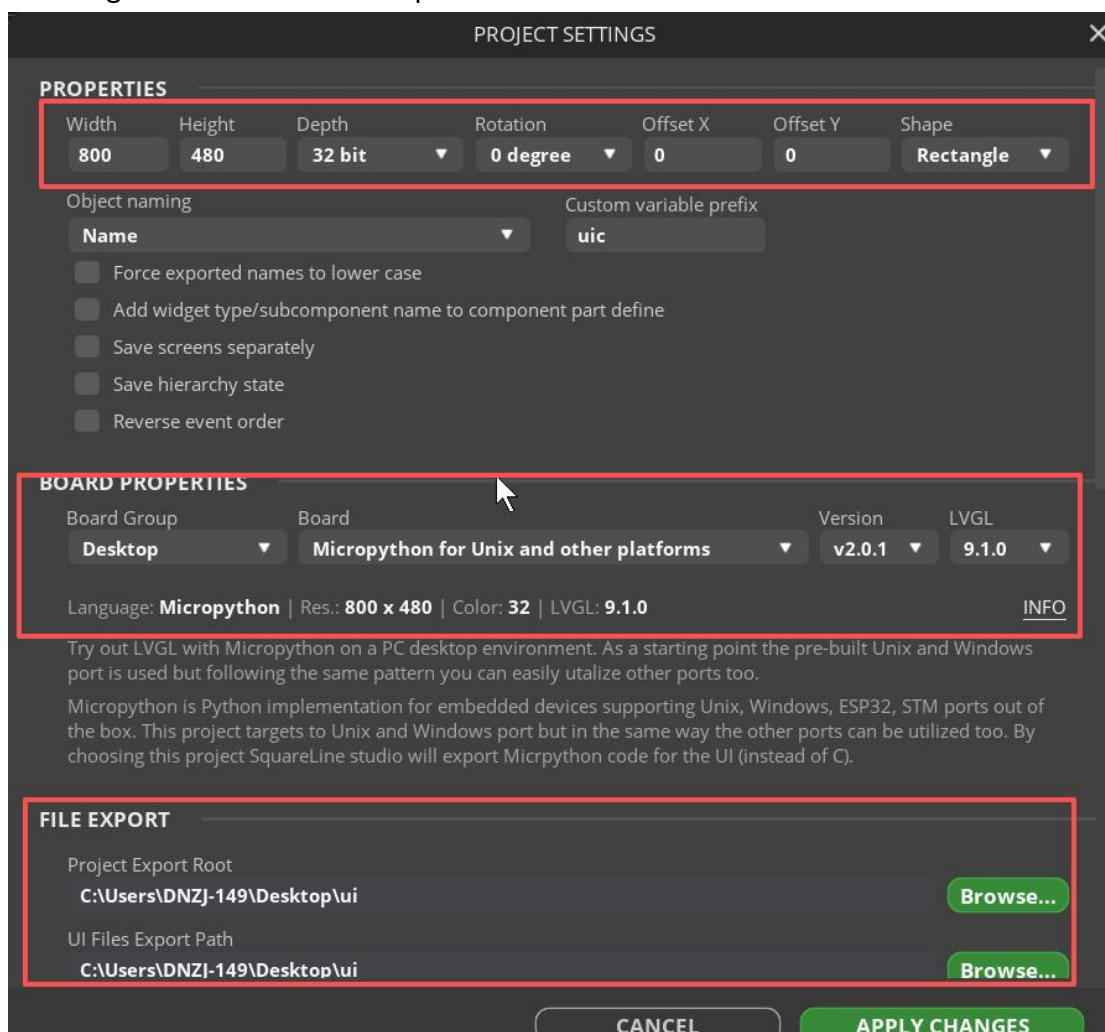 PROJECT SETTINGS
PROPERTIES
Width Height Depth Rotation Offset X Offset Y Shape
800 480 32 bit 0 degree 0 0 Rectangle
Object naming Custom variable prefix
Name uic
Force exported names to lower case
Add widget type/subcomponent name to component part define
Save screens separately
Save hierarchy state
Reverse event order
BOARD PROPERTIES
Board Group Board Version LVGL
Desktop Micropython for Unix and other platforms v2.0.1 9.1.0
Language: Micropython | Res.: 800 x 480 | Color: 32 | LVGL: 9.1.0 INFO
Try out LVGL with Micropython on a PC desktop environment. As a starting point the pre-built Unix and Windows
port is used but following the same pattern you can easily utalize other ports too.
Micropython is Python implementation for embedded devices supporting Unix, Windows, ESP32, STM ports out of
the box. This project targets to Unix and Windows port but in the same way the other ports can be utilized too. By
choosing this project SquareLine studio will export Micrpython code for the UI (instead of C).
FILE EXPORT
Project Export Root
C:\Users\DNZJ-149\Desktop\ui Browse...
UI Files Export Path
C:\Users\DNZJ-149\Desktop\ui Browse...
CANCEL APPLY CHANGES